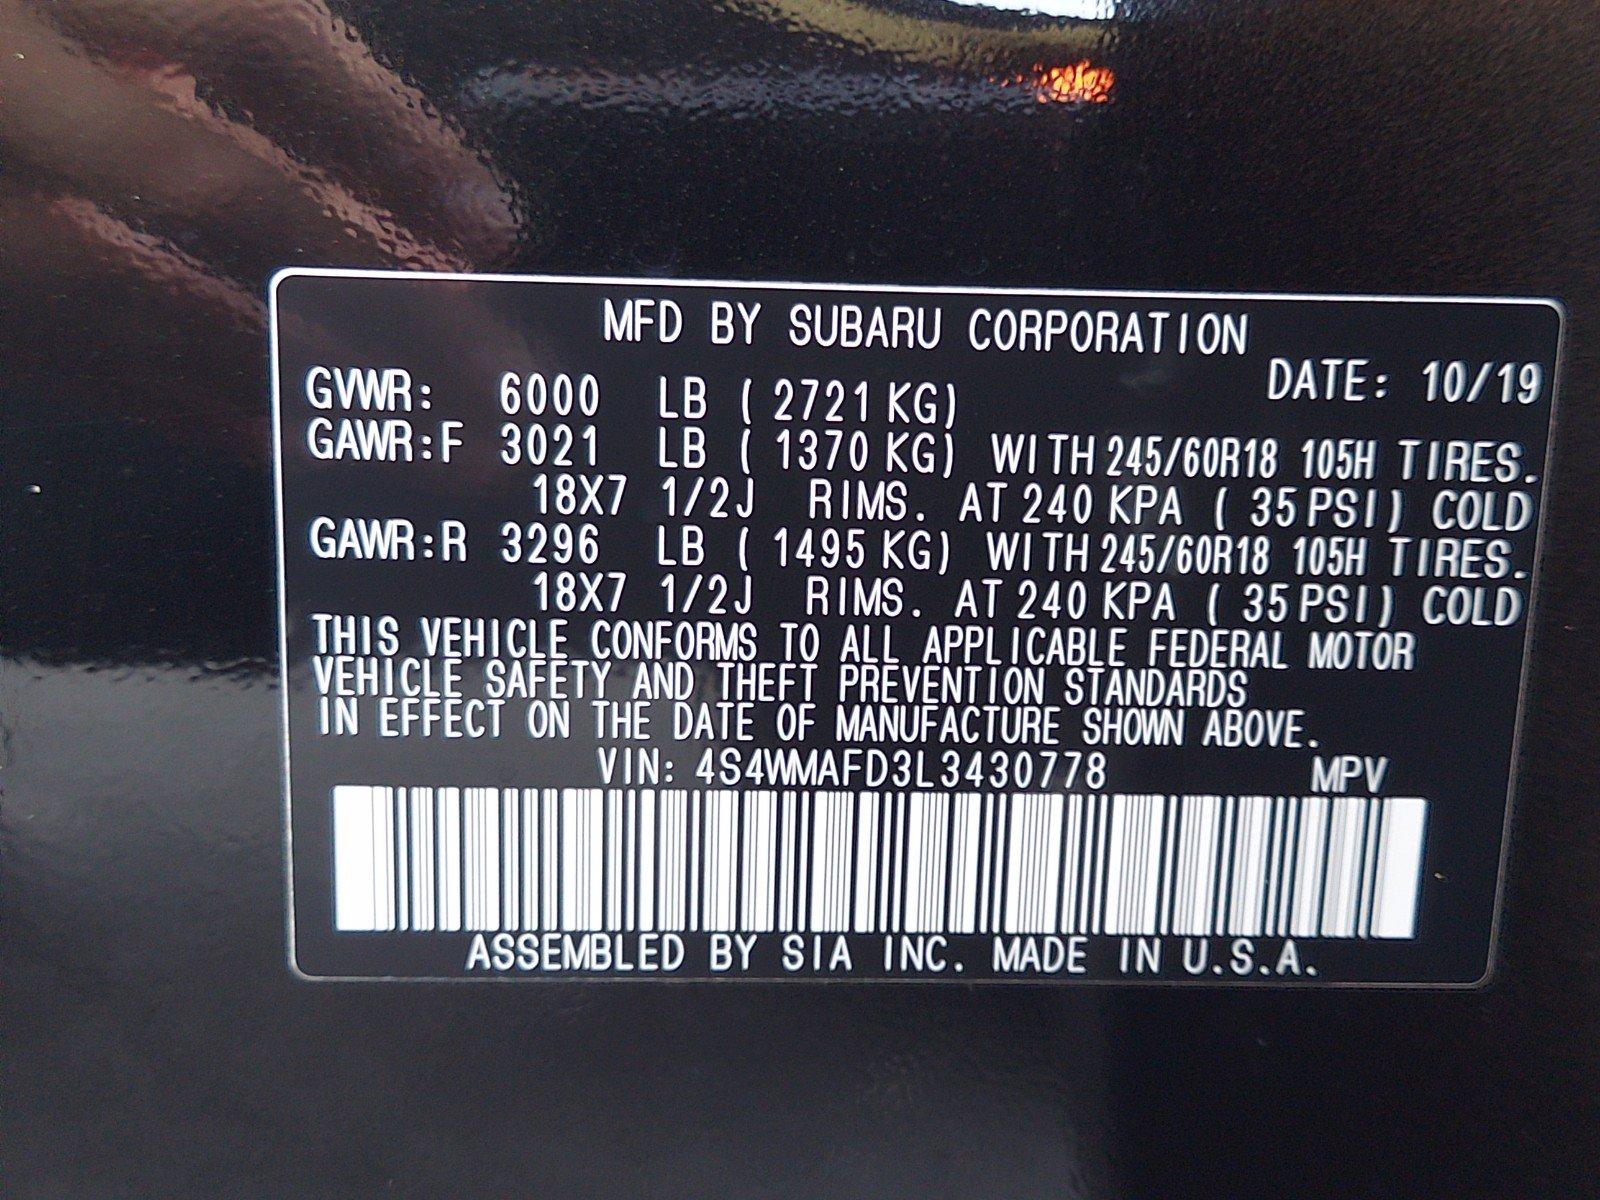 MFD BY SUBARU CORPORATION
DATE: 10/19
GVWR: 6000 LB ( 2721 KG)
GAWR:F 3021 LB ( 1370 KG) WITH 245/60R18 105H TIRES.
18X7 1/2J RIMS. AT 240 KPA ( 35 PSI) COLD
GAWR:R 3296 LB ( 1495 KG) WITH 245/60R18 105H TIRES.
18X7 1/2J RIMS. AT 240 KPA ( 35 PSI) COLD
THIS VEHICLE CONFORMS TO ALL APPLICABLE FEDERAL MOTOR
VEHICLE SAFETY AND THEFT PREVENTION STANDARDS
IN EFFECT ON THE DATE OF MANUFACTURE SHOWN ABOVE.
VIN: 4S4WMAFD3L3430778 MPV
ASSEMBLED BY SIA INC. MADE IN U.S.A.